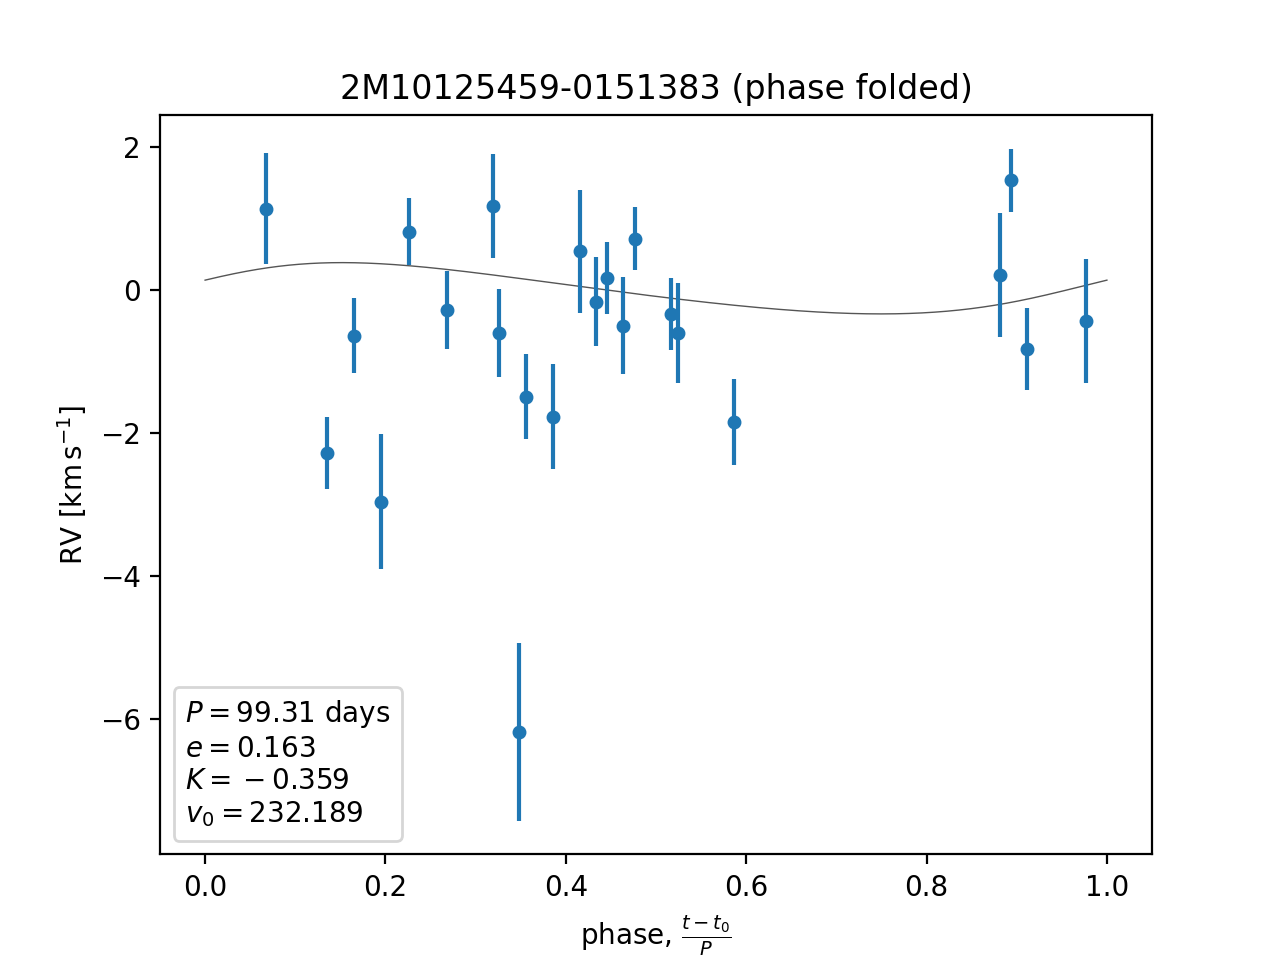 2M10125459-0151383 (phase folded)
2
0
−2
−4
−6
RV [km s⁻¹]
P = 99.31 days
e = 0.163
K = −0.359
v₀ = 232.189
0.0 0.2 0.4 0.6 0.8 1.0
phase, (t − t₀)/P